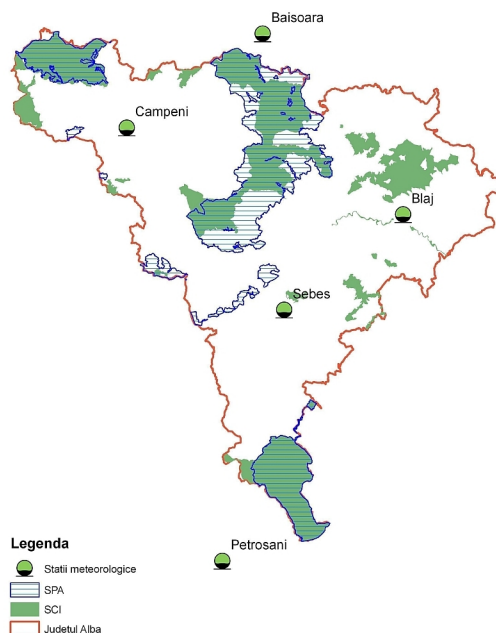 Baisoara
Campeni
Blaj
Sebes
Petrosani
Legenda
Statii meteorologice
SPA
SCI
Judetul Alba